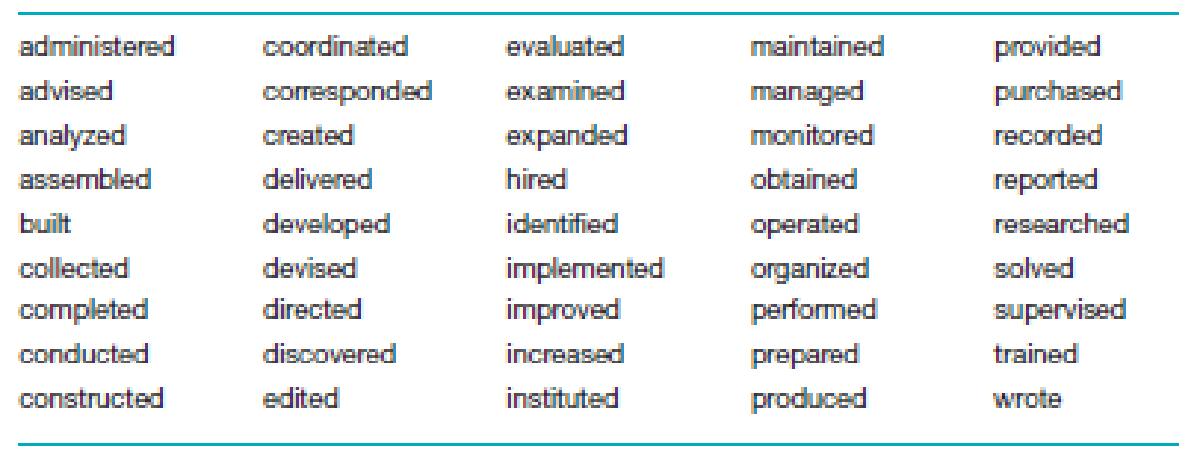 administered coordinated evaluated maintained provided
advised corresponded examined managed purchased
analyzed created expanded monitored recorded
assembled delivered hired obtained reported
built developed identified operated researched
collected devised implemented organized solved
completed directed improved performed supervised
conducted discovered increased prepared trained
constructed edited instituted produced wrote